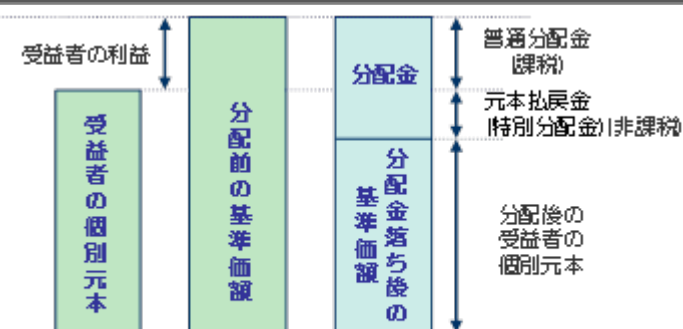 受益者の利益
受益者の個別元本
分配前の基準価額
分配金
分配金落ち後の
基準価額
普通分配金
(課税)
元本払戻金
(特別分配金)(非課税)
分配後の
受益者の
個別元本